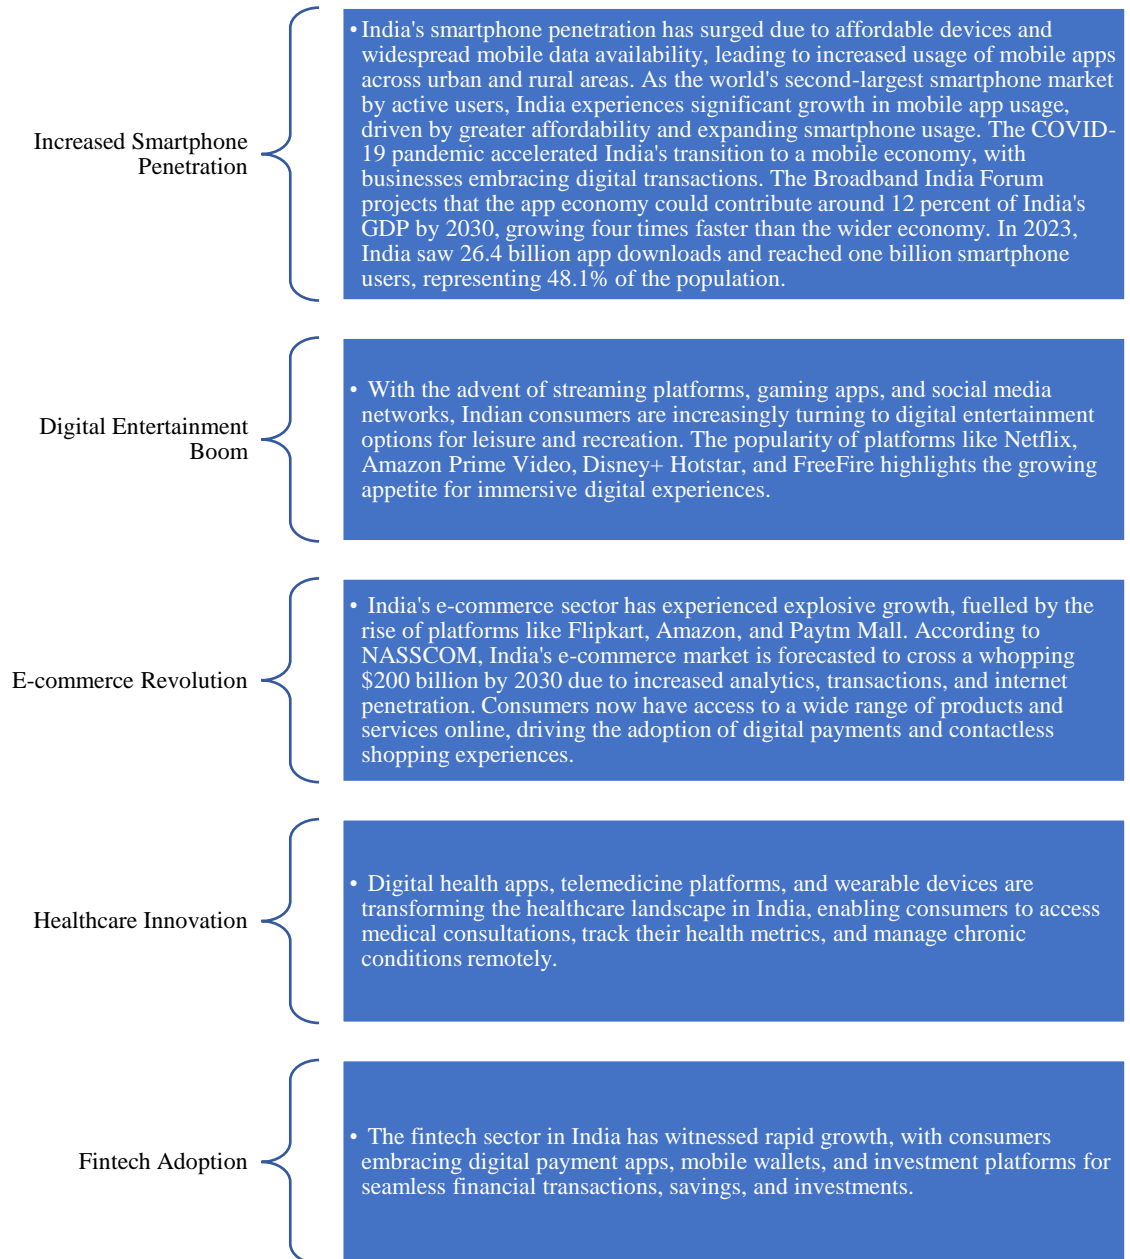 Increased Smartphone
Penetration
•India's smartphone penetration has surged due to affordable devices and
widespread mobile data availability, leading to increased usage of mobile apps
across urban and rural areas. As the world's second-largest smartphone market
by active users, India experiences significant growth in mobile app usage,
driven by greater affordability and expanding smartphone usage. The COVID-
19 pandemic accelerated India's transition to a mobile economy, with
businesses embracing digital transactions. The Broadband India Forum
projects that the app economy could contribute around 12 percent of India's
GDP by 2030, growing four times faster than the wider economy. In 2023,
India saw 26.4 billion app downloads and reached one billion smartphone
users, representing 48.1% of the population.
Digital Entertainment
Boom
• With the advent of streaming platforms, gaming apps, and social media
networks, Indian consumers are increasingly turning to digital entertainment
options for leisure and recreation. The popularity of platforms like Netflix,
Amazon Prime Video, Disney+ Hotstar, and FreeFire highlights the growing
appetite for immersive digital experiences.
E-commerce Revolution
• India's e-commerce sector has experienced explosive growth, fuelled by the
rise of platforms like Flipkart, Amazon, and Paytm Mall. According to
NASSCOM, India's e-commerce market is forecasted to cross a whopping
$200 billion by 2030 due to increased analytics, transactions, and internet
penetration. Consumers now have access to a wide range of products and
services online, driving the adoption of digital payments and contactless
shopping experiences.
Healthcare Innovation
• Digital health apps, telemedicine platforms, and wearable devices are
transforming the healthcare landscape in India, enabling consumers to access
medical consultations, track their health metrics, and manage chronic
conditions remotely.
Fintech Adoption
• The fintech sector in India has witnessed rapid growth, with consumers
embracing digital payment apps, mobile wallets, and investment platforms for
seamless financial transactions, savings, and investments.